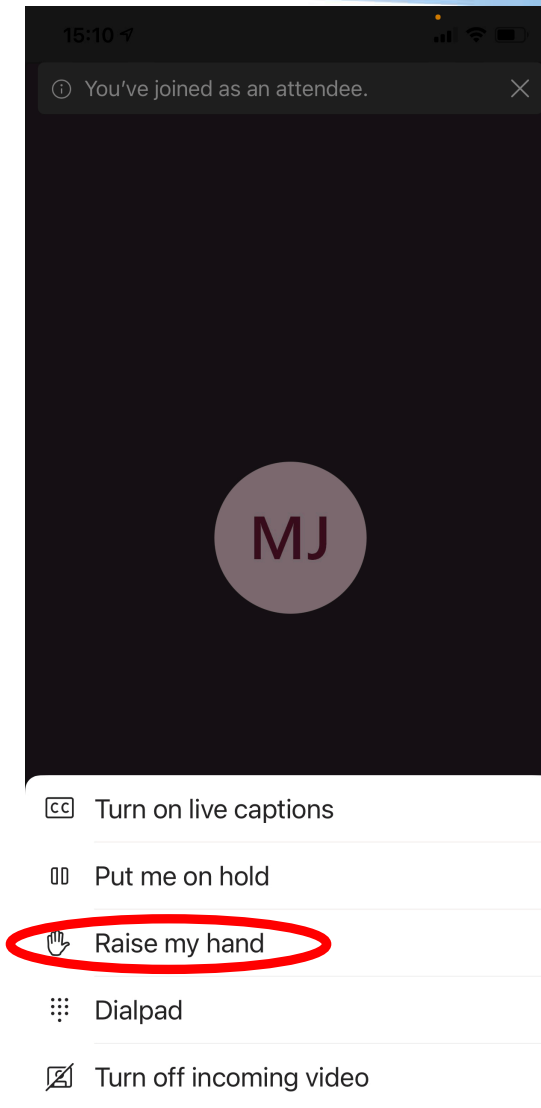 15:10
You've joined as an attendee.
MJ
CC Turn on live captions
Put me on hold
Raise my hand
Dialpad
Turn off incoming video